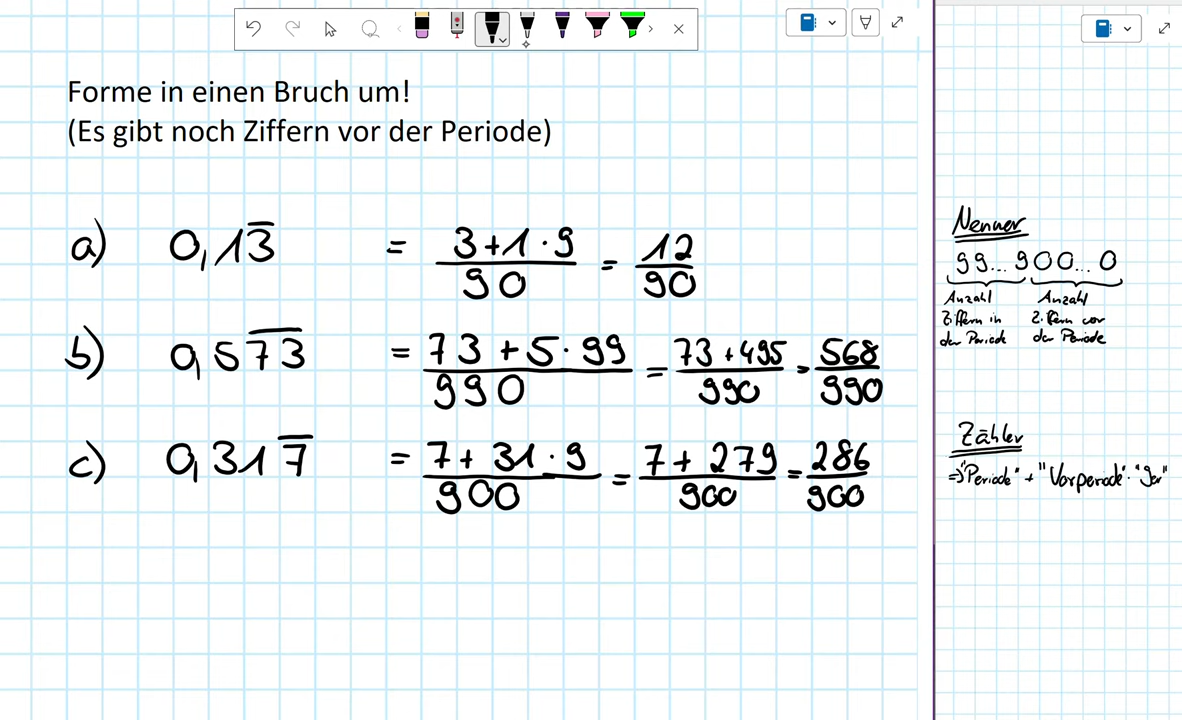 Forme in einen Bruch um!
(Es gibt noch Ziffern vor der Periode)
a) 0,13̅ = (3+1·9)/90 = 12/90
b) 0,57̅3̅ = (73+5·99)/990 = (73+495)/990 = 568/990
c) 0,317̅ = (7+31·9)/900 = (7+279)/900 = 286/900
Nenner
99...900...0
Anzahl Anzahl
Ziffern in Ziffern vor
der Periode der Periode
Zähler
=> "Periode" + "Vorperiode" · "9er"